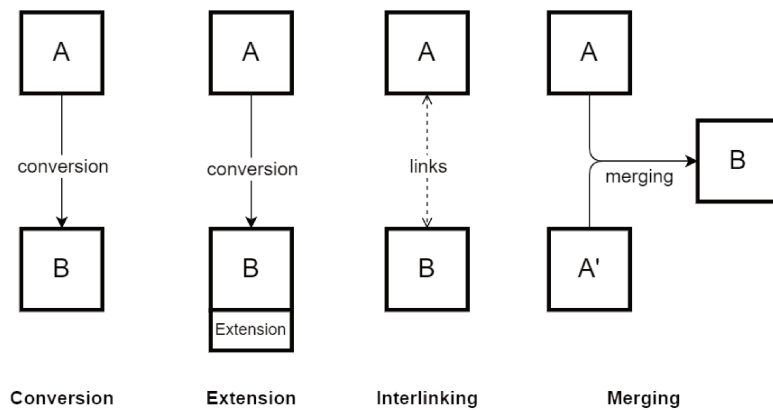 A
A
A
A
conversion
conversion
links
merging
B
B
B
B
A'
Extension
Conversion
Extension
Interlinking
Merging